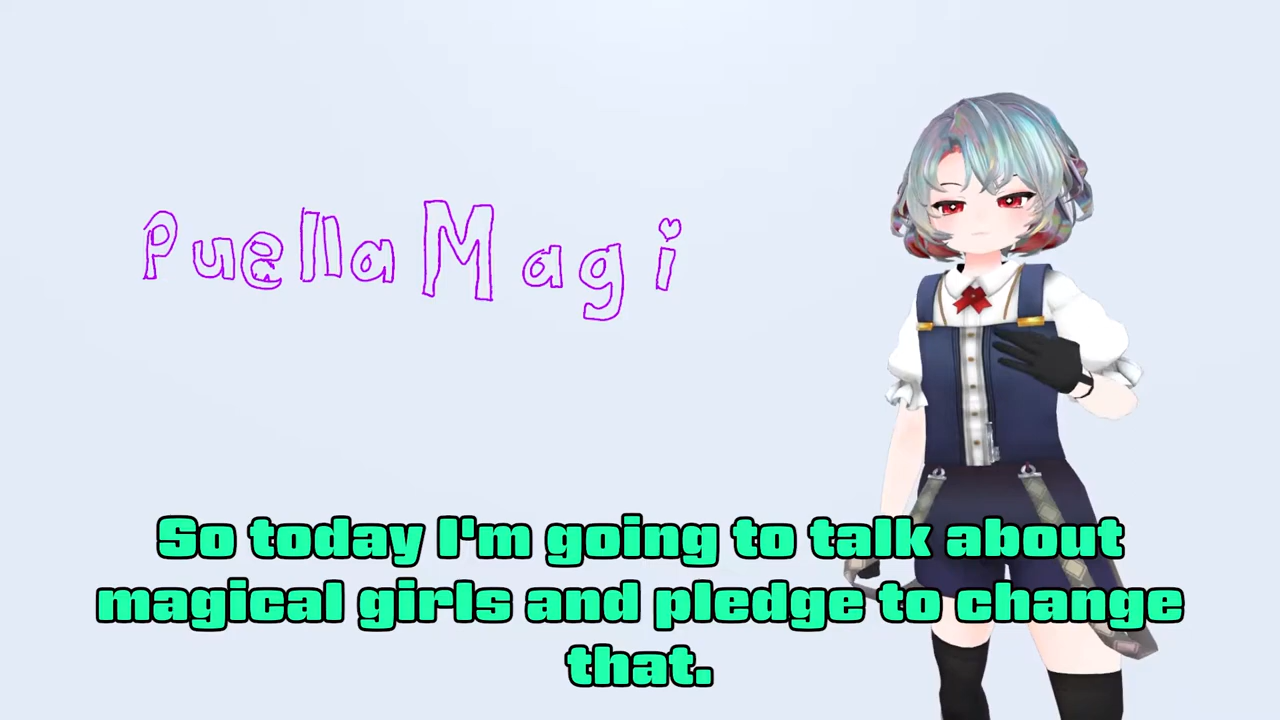 Puella Magi
So today I'm going to talk about
magical girls and pledge to change
that.